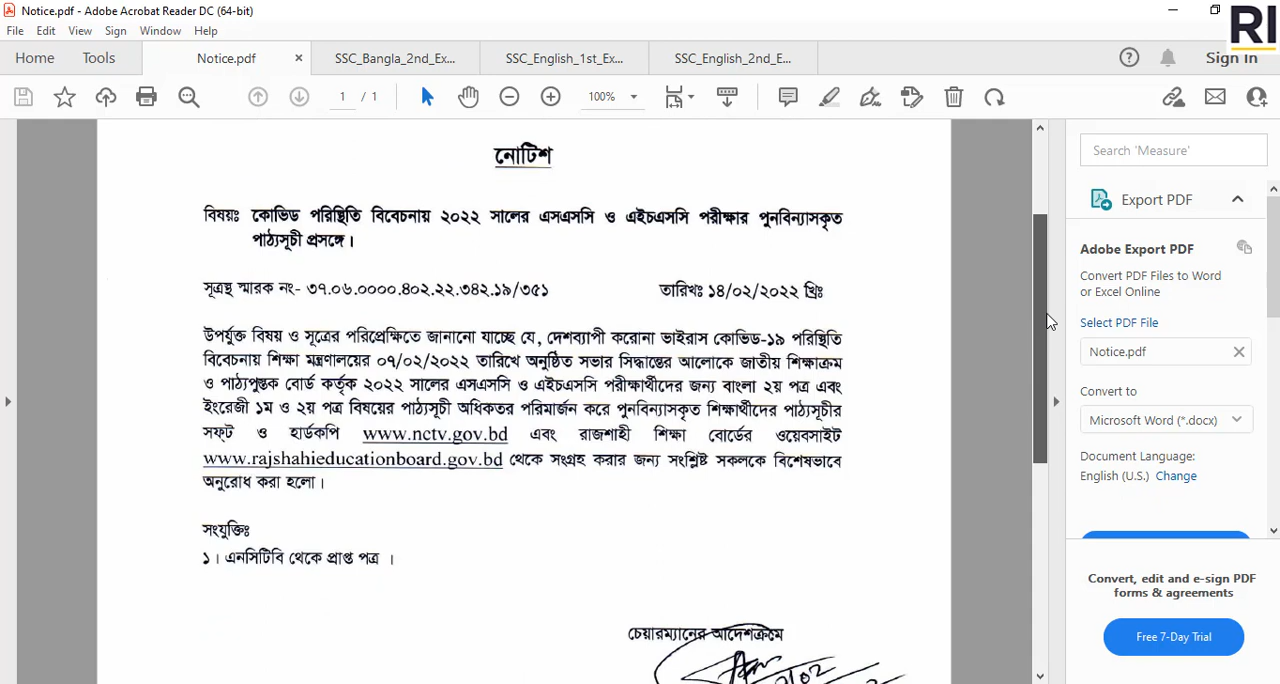 Notice.pdf - Adobe Acrobat Reader DC (64-bit)
File Edit View Sign Window Help
RI
Home Tools Notice.pdf × SSC_Bangla_2nd_Ex... SSC_English_1st_Ex... SSC_English_2nd_E... Sign In
1 / 1 100%
নোটিশ
বিষয়ঃ কোভিড পরিস্থিতি বিবেচনায় ২০২২ সালের এসএসসি ও এইচএসসি পরীক্ষার পুনবিন্যাসকৃত
পাঠ্যসূচী প্রসঙ্গে।
সূত্রস্থ স্মারক নং- ৩৭.০৬.০০০০.৪০২.২২.৩৪২.১৯/৩৫১ তারিখঃ ১৪/০২/২০২২ খ্রিঃ
উপর্যুক্ত বিষয় ও সূত্রের পরিপ্রেক্ষিতে জানানো যাচ্ছে যে, দেশব্যাপী করোনা ভাইরাস কোভিড-১৯ পরিস্থিতি
বিবেচনায় শিক্ষা মন্ত্রণালয়ের ০৭/০২/২০২২ তারিখে অনুষ্ঠিত সভার সিদ্ধান্তের আলোকে জাতীয় শিক্ষাক্রম
ও পাঠ্যপুস্তক বোর্ড কর্তৃক ২০২২ সালের এসএসসি ও এইচএসসি পরীক্ষার্থীদের জন্য বাংলা ২য় পত্র এবং
ইংরেজী ১ম ও ২য় পত্র বিষয়ের পাঠ্যসূচী অধিকতর পরিমার্জন করে পুনবিন্যাসকৃত শিক্ষার্থীদের পাঠ্যসূচীর
সফ্ট ও হার্ডকপি www.nctv.gov.bd এবং রাজশাহী শিক্ষা বোর্ডের ওয়েবসাইট
www.rajshahieducationboard.gov.bd থেকে সংগ্রহ করার জন্য সংশ্লিষ্ট সকলকে বিশেষভাবে
অনুরোধ করা হলো।
সংযুক্তিঃ
১। এনসিটিবি থেকে প্রাপ্ত পত্র ।
চেয়ারম্যানের আদেশক্রমে
Search 'Measure'
Export PDF
Adobe Export PDF
Convert PDF Files to Word
or Excel Online
Select PDF File
Notice.pdf
Convert to
Microsoft Word (*.docx)
Document Language:
English (U.S.) Change
Convert, edit and e-sign PDF
forms & agreements
Free 7-Day Trial